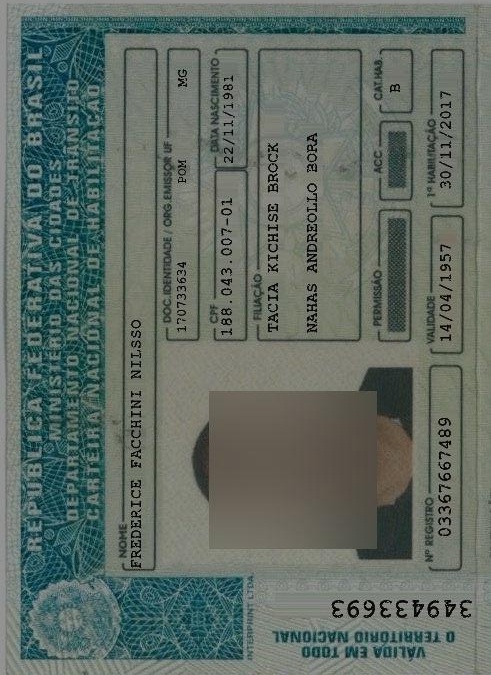 REPÚBLICA FEDERATIVA DO BRASIL
MINISTÉRIO DAS CIDADES
DEPARTAMENTO NACIONAL DE TRÂNSITO
CARTEIRA NACIONAL DE HABILITAÇÃO
NOME
FREDERICE FACCHINI NILSSO
DOC. IDENTIDADE / ORG. EMISSOR UF
170733634 POM MG
CPF DATA NASCIMENTO
188.043.007-01 22/11/1981
FILIAÇÃO
TACIA KICHISE BROCK
NAHAS ANDREOLLO BORA
PERMISSÃO ACC CAT.HAB.
B
Nº REGISTRO VALIDADE 1ª HABILITAÇÃO
03367667489 14/04/1957 30/11/2017
VÁLIDA EM TODO
O TERRITÓRIO NACIONAL
349433693
INTERPRINT LTDA.